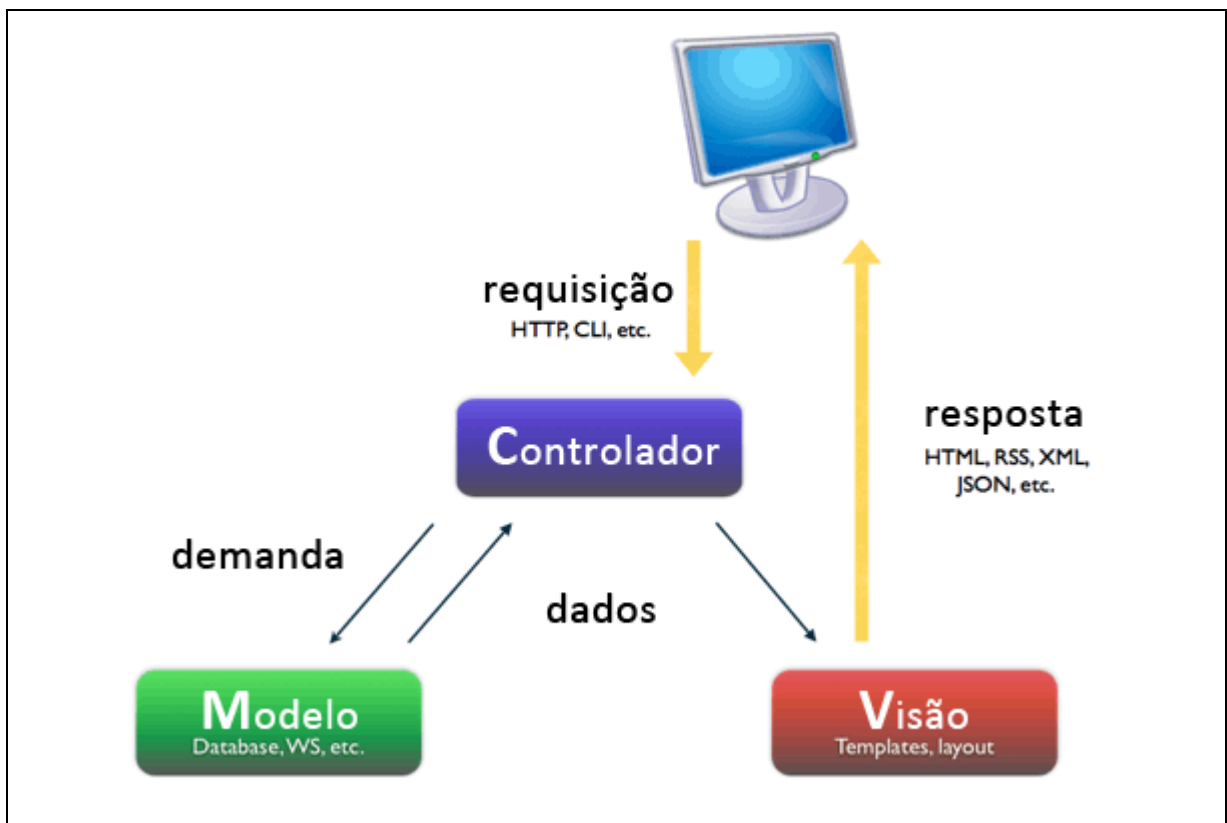 requisição
HTTP, CLI, etc.
Controlador
resposta
HTML, RSS, XML,
JSON, etc.
demanda
dados
Modelo
Database, WS, etc.
Visão
Templates, layout